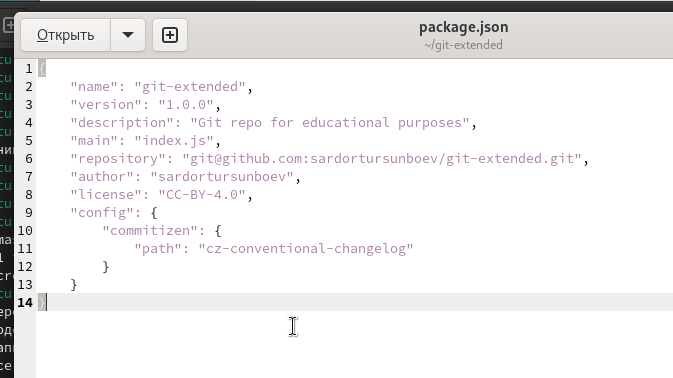 Открыть
package.json
~/git-extended
1 {
2 "name": "git-extended",
3 "version": "1.0.0",
4 "description": "Git repo for educational purposes",
5 "main": "index.js",
6 "repository": "git@github.com:sardortursunboev/git-extended.git",
7 "author": "sardortursunboev",
8 "license": "CC-BY-4.0",
9 "config": {
10 "commitizen": {
11 "path": "cz-conventional-changelog"
12 }
13 }
14 }